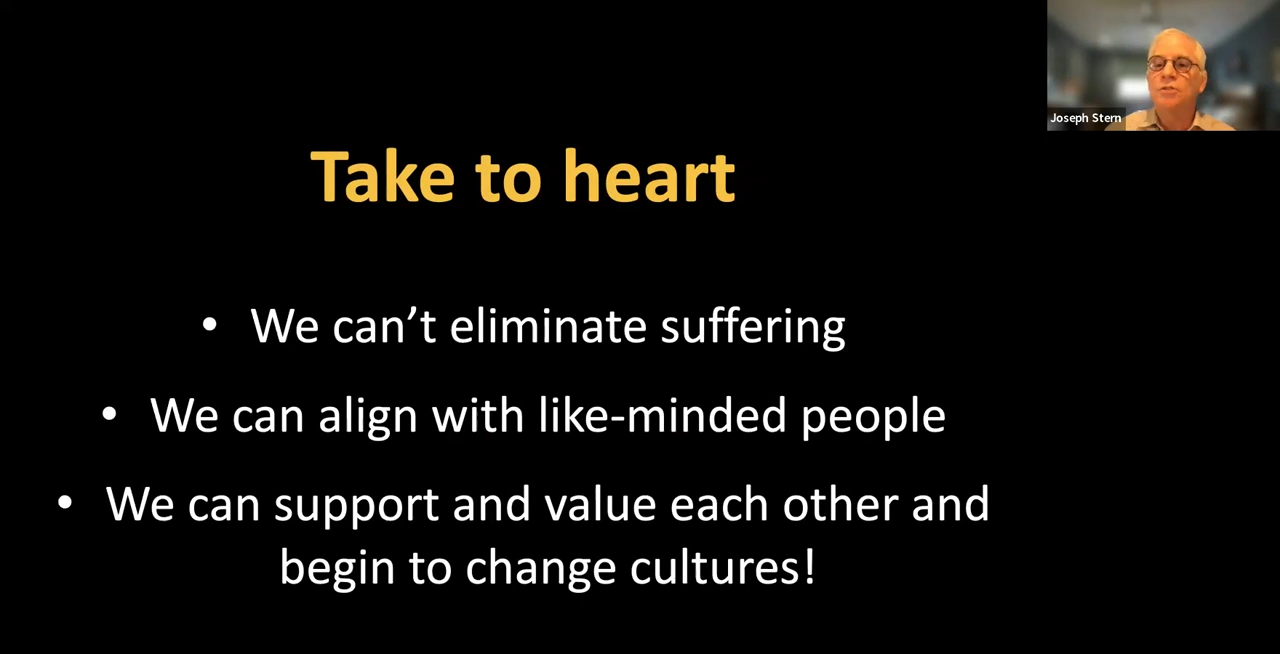 Joseph Stern
Take to heart
• We can’t eliminate suffering
• We can align with like-minded people
• We can support and value each other and
begin to change cultures!